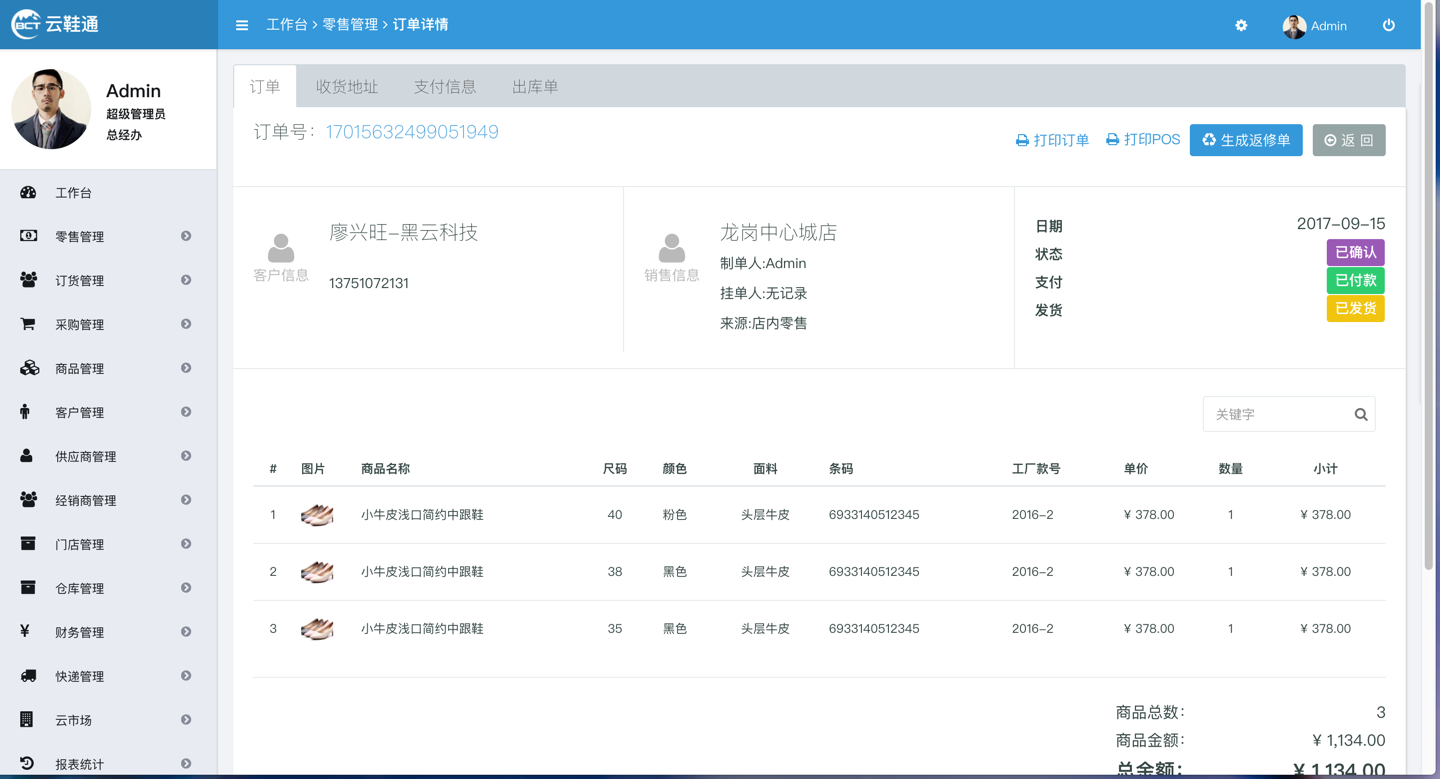 BCT 云鞋通
工作台 > 零售管理 > 订单详情
Admin
Admin
超级管理员
总经办
工作台
零售管理
订货管理
采购管理
商品管理
客户管理
供应商管理
经销商管理
门店管理
仓库管理
财务管理
快递管理
云市场
报表统计
订单 收货地址 支付信息 出库单
订单号: 17015632499051949
打印订单 打印POS 生成返修单 返 回
客户信息
廖兴旺-黑云科技
13751072131
销售信息
龙岗中心城店
制单人:Admin
挂单人:无记录
来源:店内零售
日期 2017-09-15
状态 已确认
支付 已付款
发货 已发货
关键字
# 图片 商品名称 尺码 颜色 面料 条码 工厂款号 单价 数量 小计
1 小牛皮浅口简约中跟鞋 40 粉色 头层牛皮 6933140512345 2016-2 ¥ 378.00 1 ¥ 378.00
2 小牛皮浅口简约中跟鞋 38 黑色 头层牛皮 6933140512345 2016-2 ¥ 378.00 1 ¥ 378.00
3 小牛皮浅口简约中跟鞋 35 黑色 头层牛皮 6933140512345 2016-2 ¥ 378.00 1 ¥ 378.00
商品总数: 3
商品金额: ¥ 1,134.00
总金额: ¥ 1,134.00